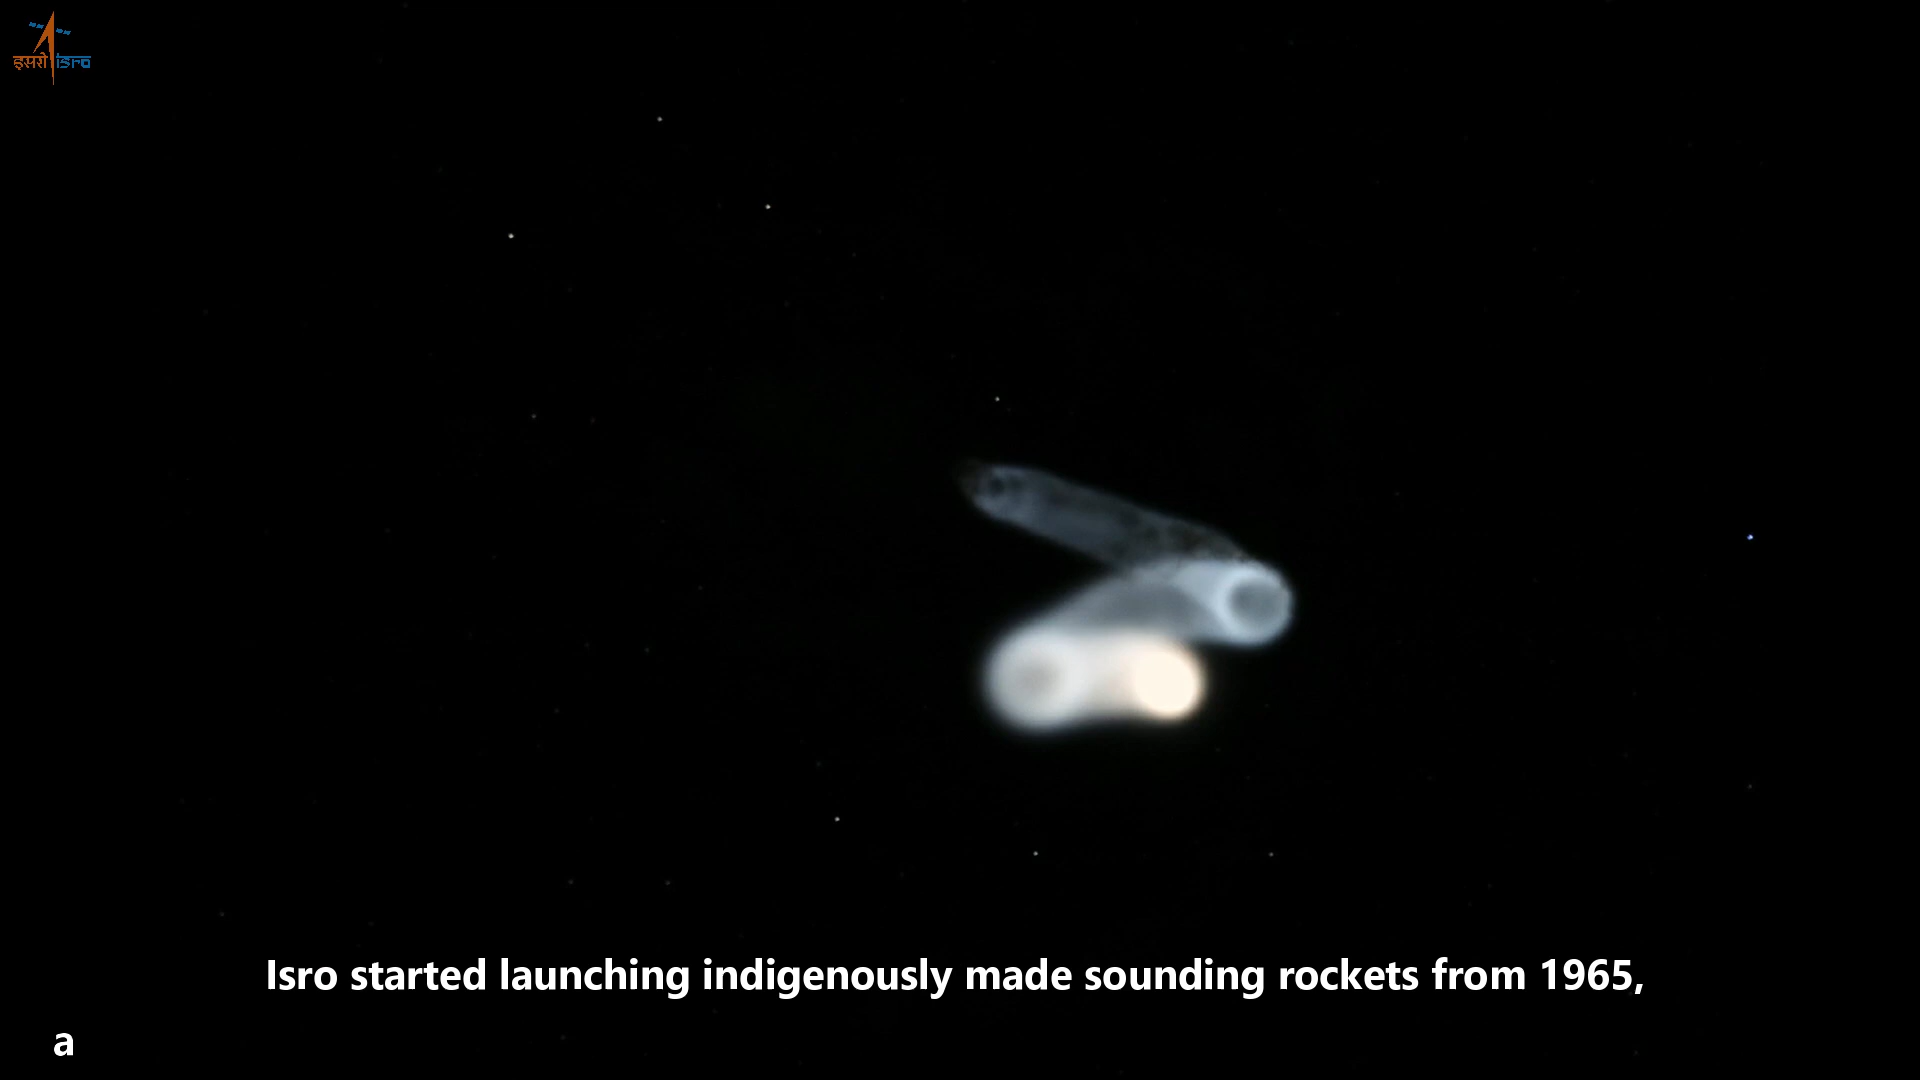 इसरो isro
Isro started launching indigenously made sounding rockets from 1965,
a